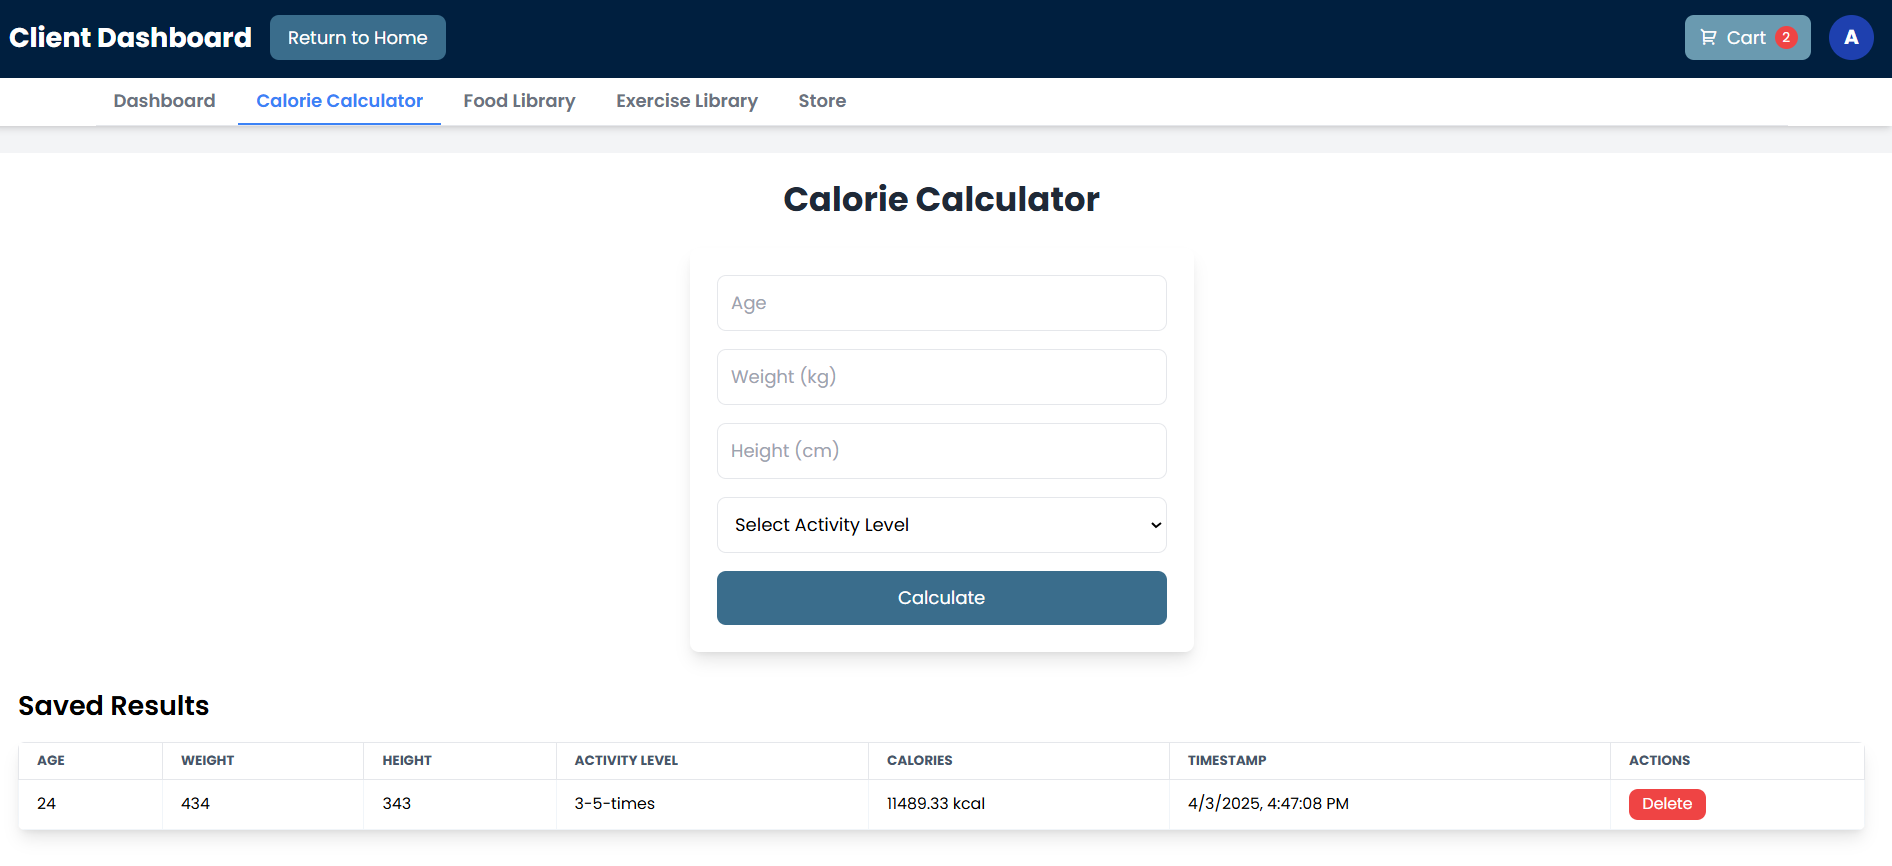 Client Dashboard Return to Home Cart 2 A
Dashboard Calorie Calculator Food Library Exercise Library Store
Calorie Calculator
Age
Weight (kg)
Height (cm)
Select Activity Level
Calculate
Saved Results
AGE WEIGHT HEIGHT ACTIVITY LEVEL CALORIES TIMESTAMP ACTIONS
24 434 343 3-5-times 11489.33 kcal 4/3/2025, 4:47:08 PM Delete